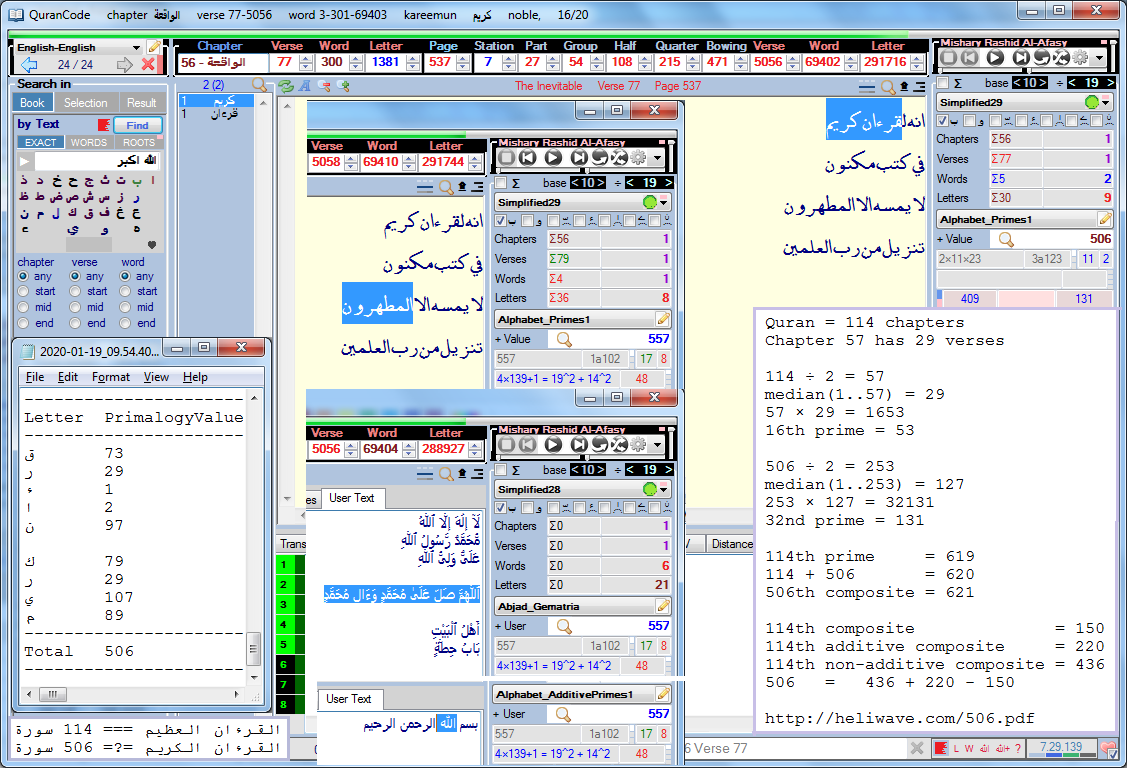 QuranCode chapter الواقعة verse 77-5056 word 3-301-69403 kareemun كريم noble, 16/20
English-English
24 / 24
Chapter Verse Word Letter Page Station Part Group Half Quarter Bowing Verse Word Letter
56 - الواقعة 77 300 1381 537 7 27 54 108 215 471 5056 69402 291716
Mishary Rashid Al-Afasy
Search in
Book Selection Result
by Text Find
EXACT WORDS ROOTS
الله اكبر
ا ب ت ث ج ح خ د ذ
ر ز س ش ص ض ط ظ
ع غ ف ق ك ل م ن
ه و ي ء
chapter verse word
any any any
start start start
mid mid mid
end end end
2 (2)
1 كريم
1 قرءان
The Inevitable Verse 77 Page 537
انه لقرءان كريم
في كتب مكنون
لا يمسه الا المطهرون
تنزيل من رب العلمين
Σ base < 10 > ÷ < 19 >
Simplified29
Chapters Σ56 1
Verses Σ77 1
Words Σ5 2
Letters Σ30 9
Alphabet_Primes1
+ Value 506
2×11×23 3a123 11 2
409 131
Verse Word Letter
5058 69410 291744
Mishary Rashid Al-Afasy
Σ base < 10 > ÷ < 19 >
Simplified29
انه لقرءان كريم
في كتب مكنون
لا يمسه الا المطهرون
تنزيل من رب العلمين
Chapters Σ56 1
Verses Σ79 1
Words Σ4 1
Letters Σ36 8
Alphabet_Primes1
+ Value 557
557 1a102 17 8
4×139+1 = 19^2 + 14^2 48
Verse Word Letter
5056 69404 288927
Mishary Rashid Al-Afasy
Σ base < 10 > ÷ < 19 >
User Text
Simplified28
لَآ إِلَٰهَ إِلَّا ٱللَّهُ
مُّحَمَّدٌ رَّسُولُ ٱللَّهِ
عَلِىٌّ وَلِىُّ ٱللَّهِ
ٱللَّهُمَّ صَلِّ عَلَىٰ مُحَمَّدٍ وَءَالِ مُحَمَّدٍ
أَهْلُ ٱلْبَيْتِ
بَابُ حِطَّةٍ
Chapters Σ0 1
Verses Σ0 1
Words Σ0 6
Letters Σ0 21
Abjad_Gematria
+ User 557
557 1a102 17 8
4×139+1 = 19^2 + 14^2 48
User Text
بسم الله الرحمن الرحيم
Alphabet_AdditivePrimes1
+ User 557
557 1a102 17 8
4×139+1 = 19^2 + 14^2 48
2020-01-19_09.54.40...
File Edit Format View Help
-----------------------
Letter PrimalogyValue
-----------------------
ق 73
ر 29
ء 1
ا 2
ن 97
ك 79
ر 29
ي 107
م 89
-----------------------
Total 506
-----------------------
القرءان العظيم === 114 سورة
القرءان الكريم =?= 506 سورة
Trans
1
2
3
4
5
6
7
8
Distance
Quran = 114 chapters
Chapter 57 has 29 verses
114 ÷ 2 = 57
median(1..57) = 29
57 × 29 = 1653
16th prime = 53
506 ÷ 2 = 253
median(1..253) = 127
253 × 127 = 32131
32nd prime = 131
114th prime = 619
114 + 506 = 620
506th composite = 621
114th composite = 150
114th additive composite = 220
114th non-additive composite = 436
506 = 436 + 220 - 150
http://heliwave.com/506.pdf
6 Verse 77
L W الله الله+ ?
7.29.139